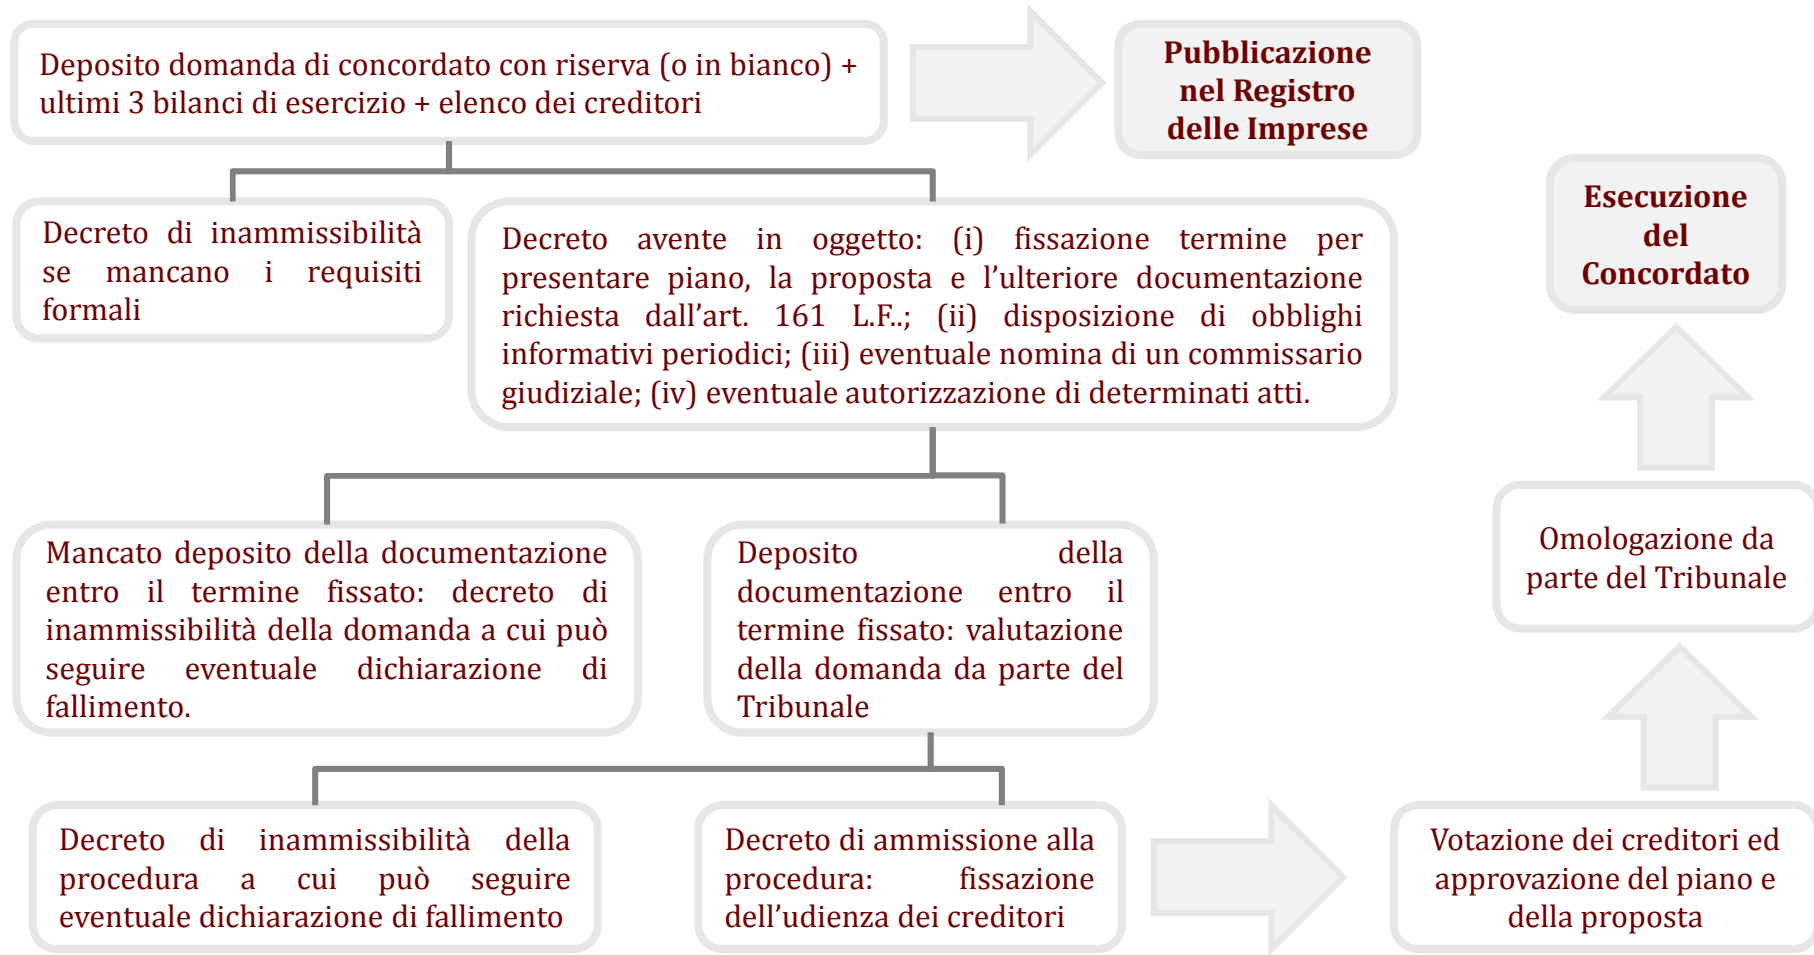 Deposito domanda di concordato con riserva (o in bianco) +
ultimi 3 bilanci di esercizio + elenco dei creditori
Pubblicazione
nel Registro
delle Imprese
Decreto di inammissibilità
se mancano i requisiti
formali
Decreto avente in oggetto: (i) fissazione termine per
presentare piano, la proposta e l’ulteriore documentazione
richiesta dall’art. 161 L.F..; (ii) disposizione di obblighi
informativi periodici; (iii) eventuale nomina di un commissario
giudiziale; (iv) eventuale autorizzazione di determinati atti.
Mancato deposito della documentazione
entro il termine fissato: decreto di
inammissibilità della domanda a cui può
seguire eventuale dichiarazione di
fallimento.
Deposito della
documentazione entro il
termine fissato: valutazione
della domanda da parte del
Tribunale
Decreto di inammissibilità della
procedura a cui può seguire
eventuale dichiarazione di fallimento
Decreto di ammissione alla
procedura: fissazione
dell’udienza dei creditori
Votazione dei creditori ed
approvazione del piano e
della proposta
Omologazione da
parte del Tribunale
Esecuzione
del
Concordato